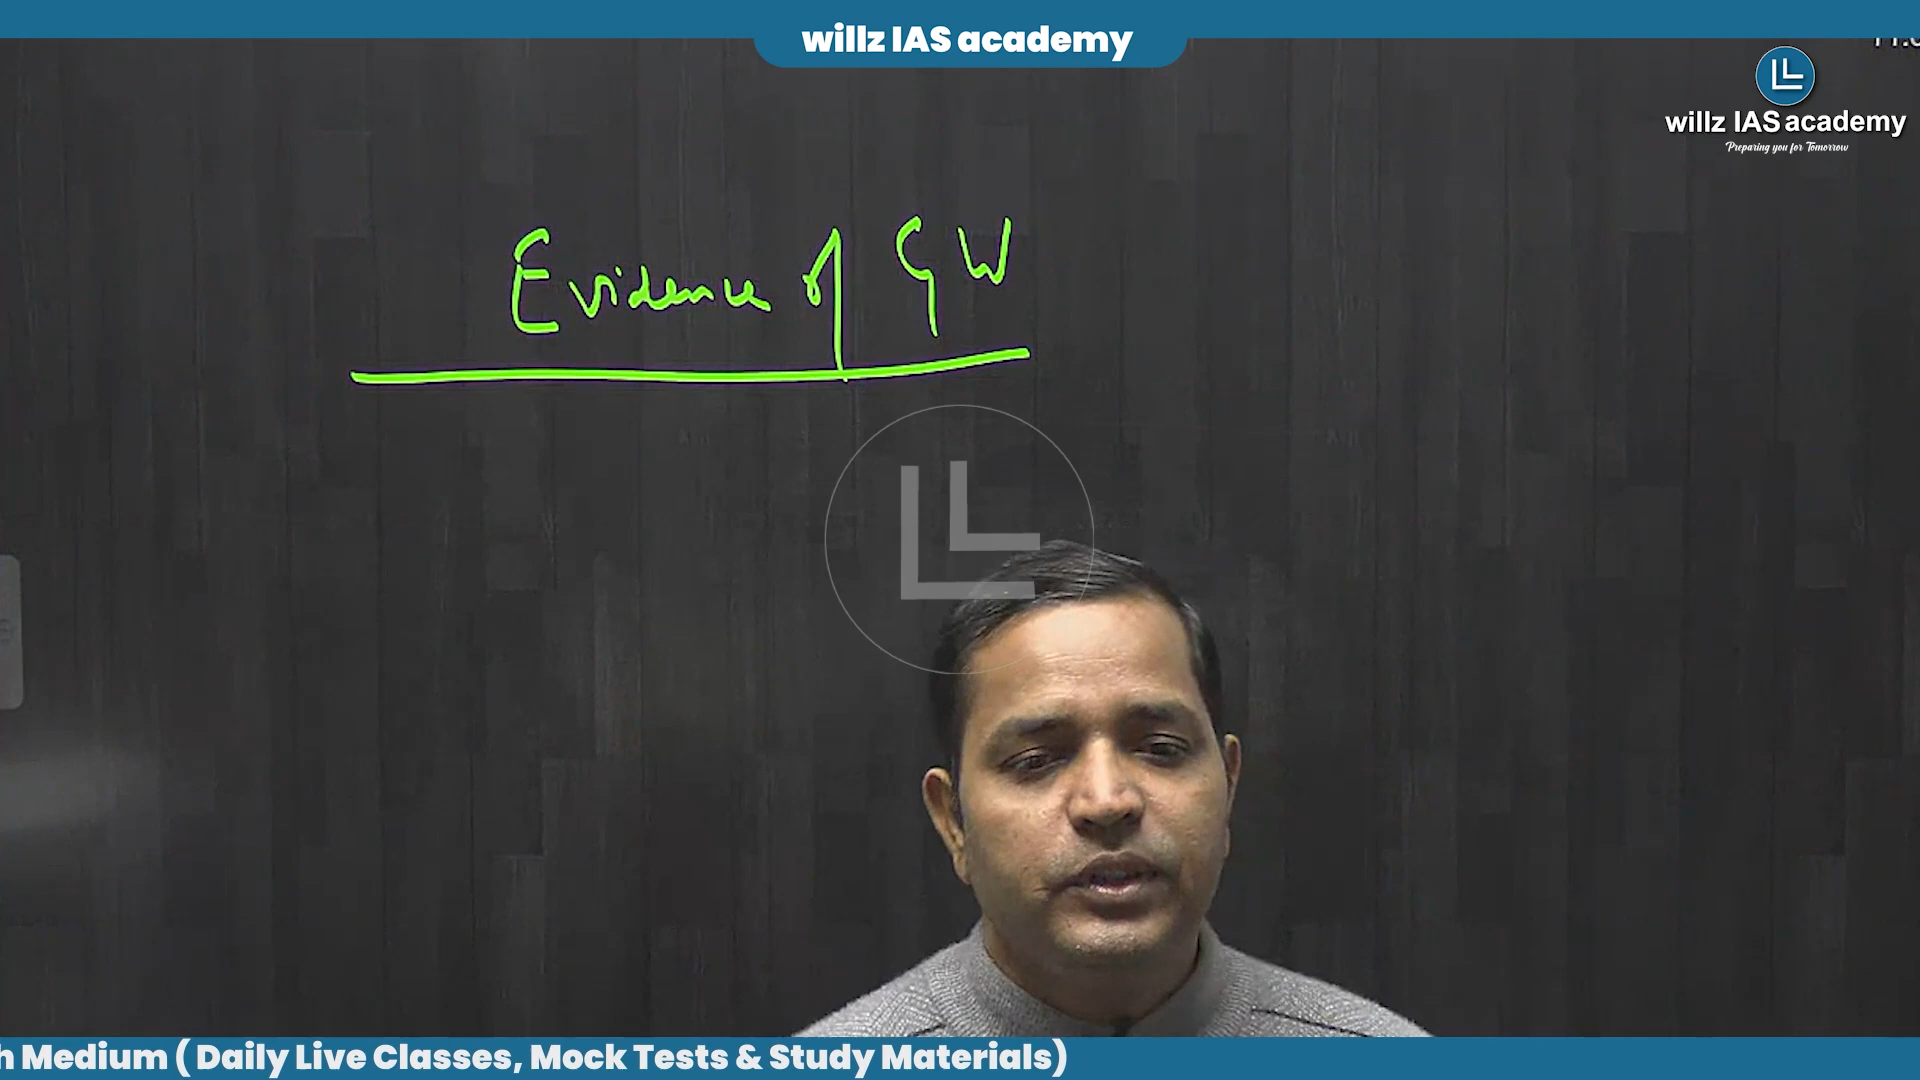 willz IAS academy
willz IAS academy
Preparing you for Tomorrow
Evidence of GW
h Medium ( Daily Live Classes, Mock Tests & Study Materials)